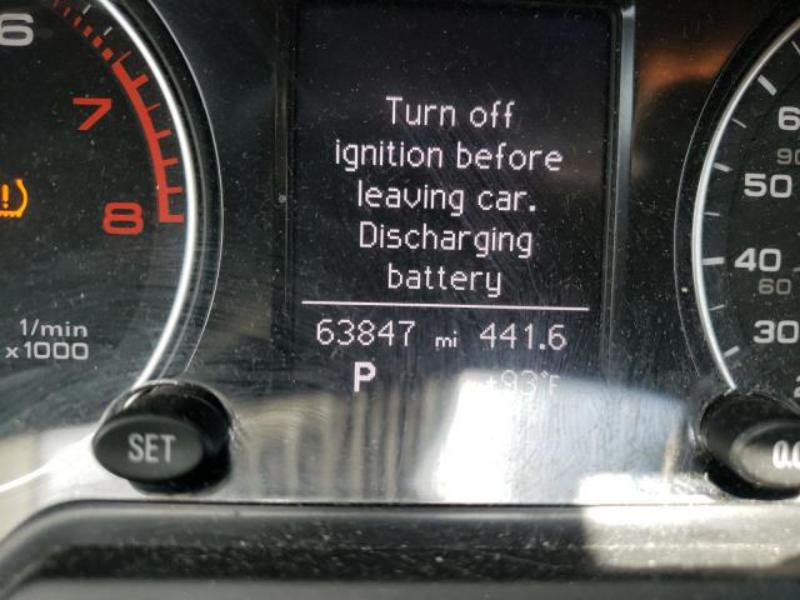 6
7
8
1/min
x1000
SET
Turn off
ignition before
leaving car.
Discharging
battery
63847 mi 441.6
P
+93°F
50
40
60
30